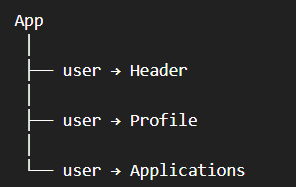 App
user → Header
user → Profile
user → Applications